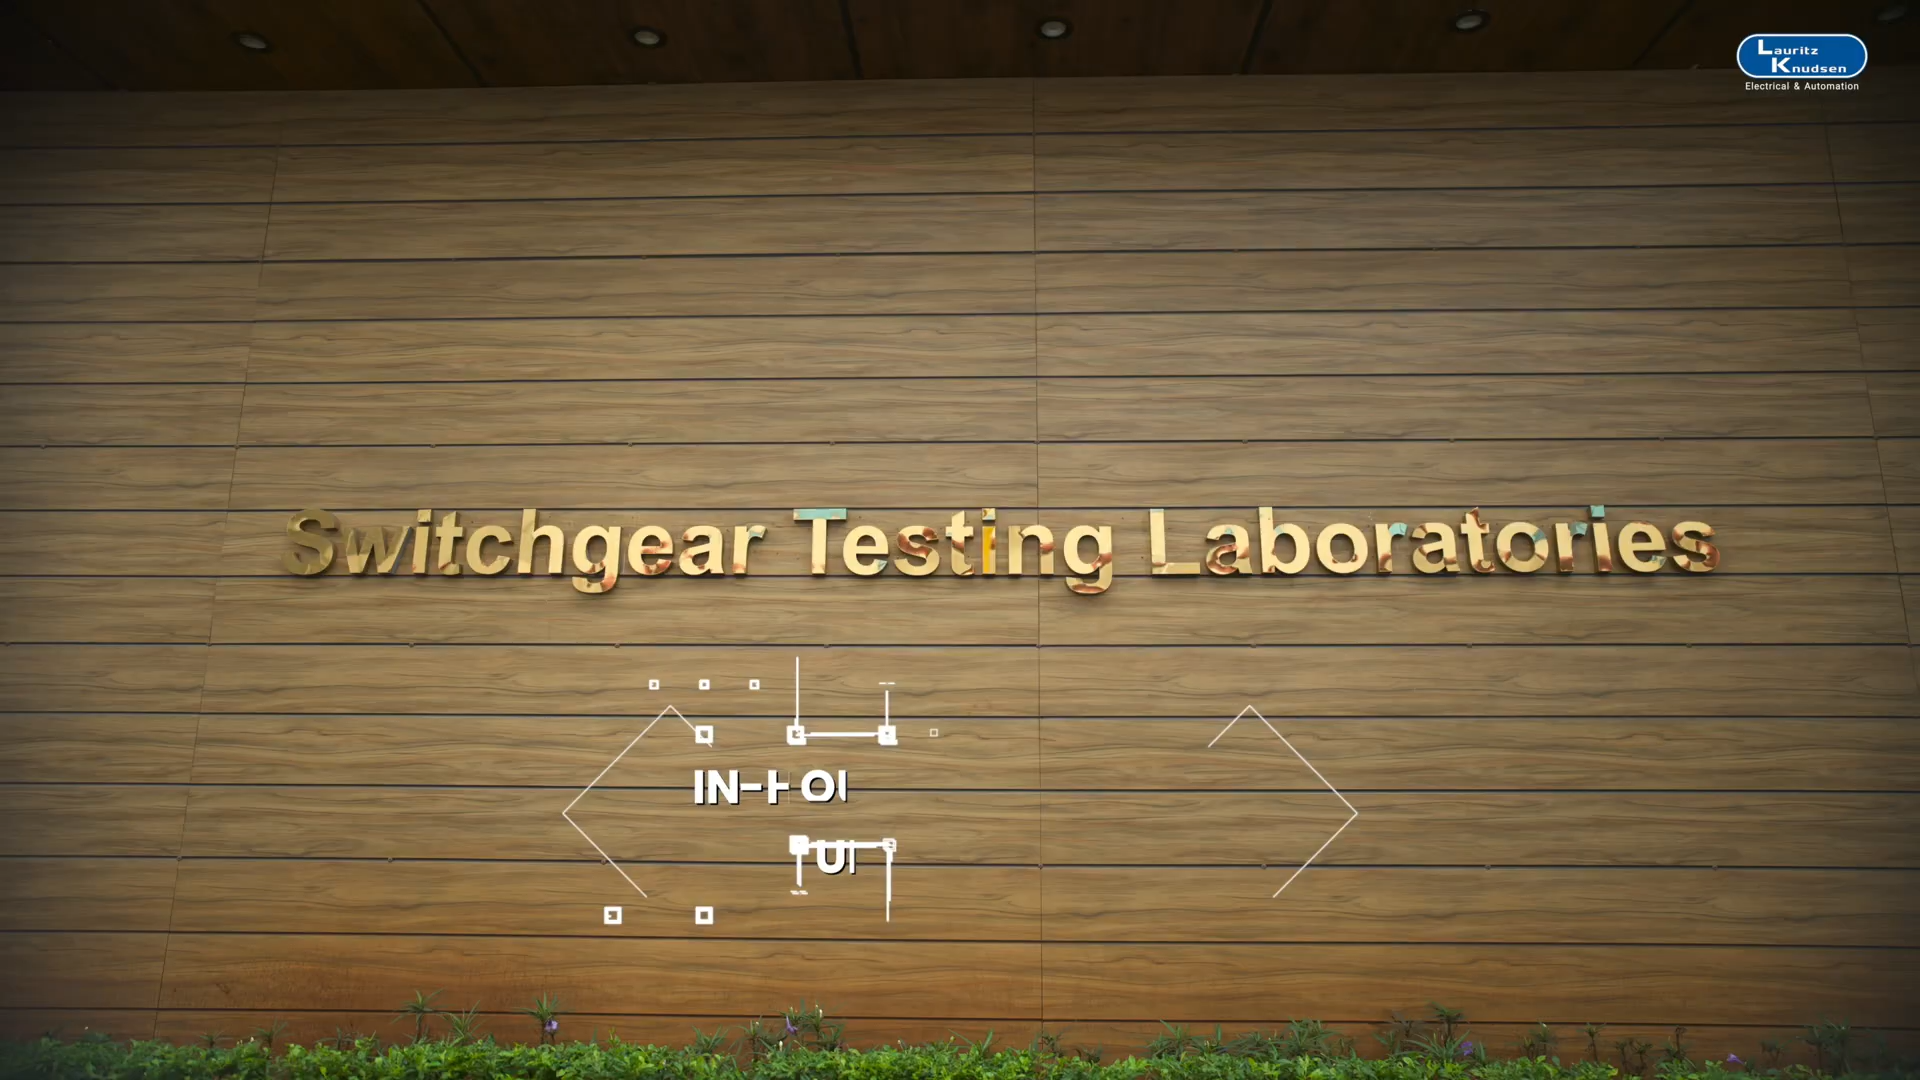 Lauritz
Knudsen
Electrical & Automation
Switchgear Testing Laboratories